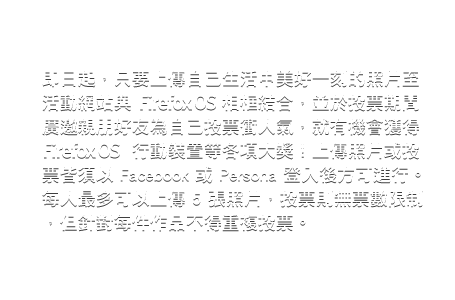 即日起，只要上傳自己生活中美好一刻的照片至
活動網站與 Firefox OS 相框結合，並於投票期間
廣邀親朋好友為自己投票衝人氣，就有機會獲得
Firefox OS 行動裝置等各項大獎！上傳照片或投
票皆須以 Facebook 或 Persona 登入後方可進行。
每人最多可以上傳 5 張照片，投票則無票數限制
，但針對每件作品不得重複投票。